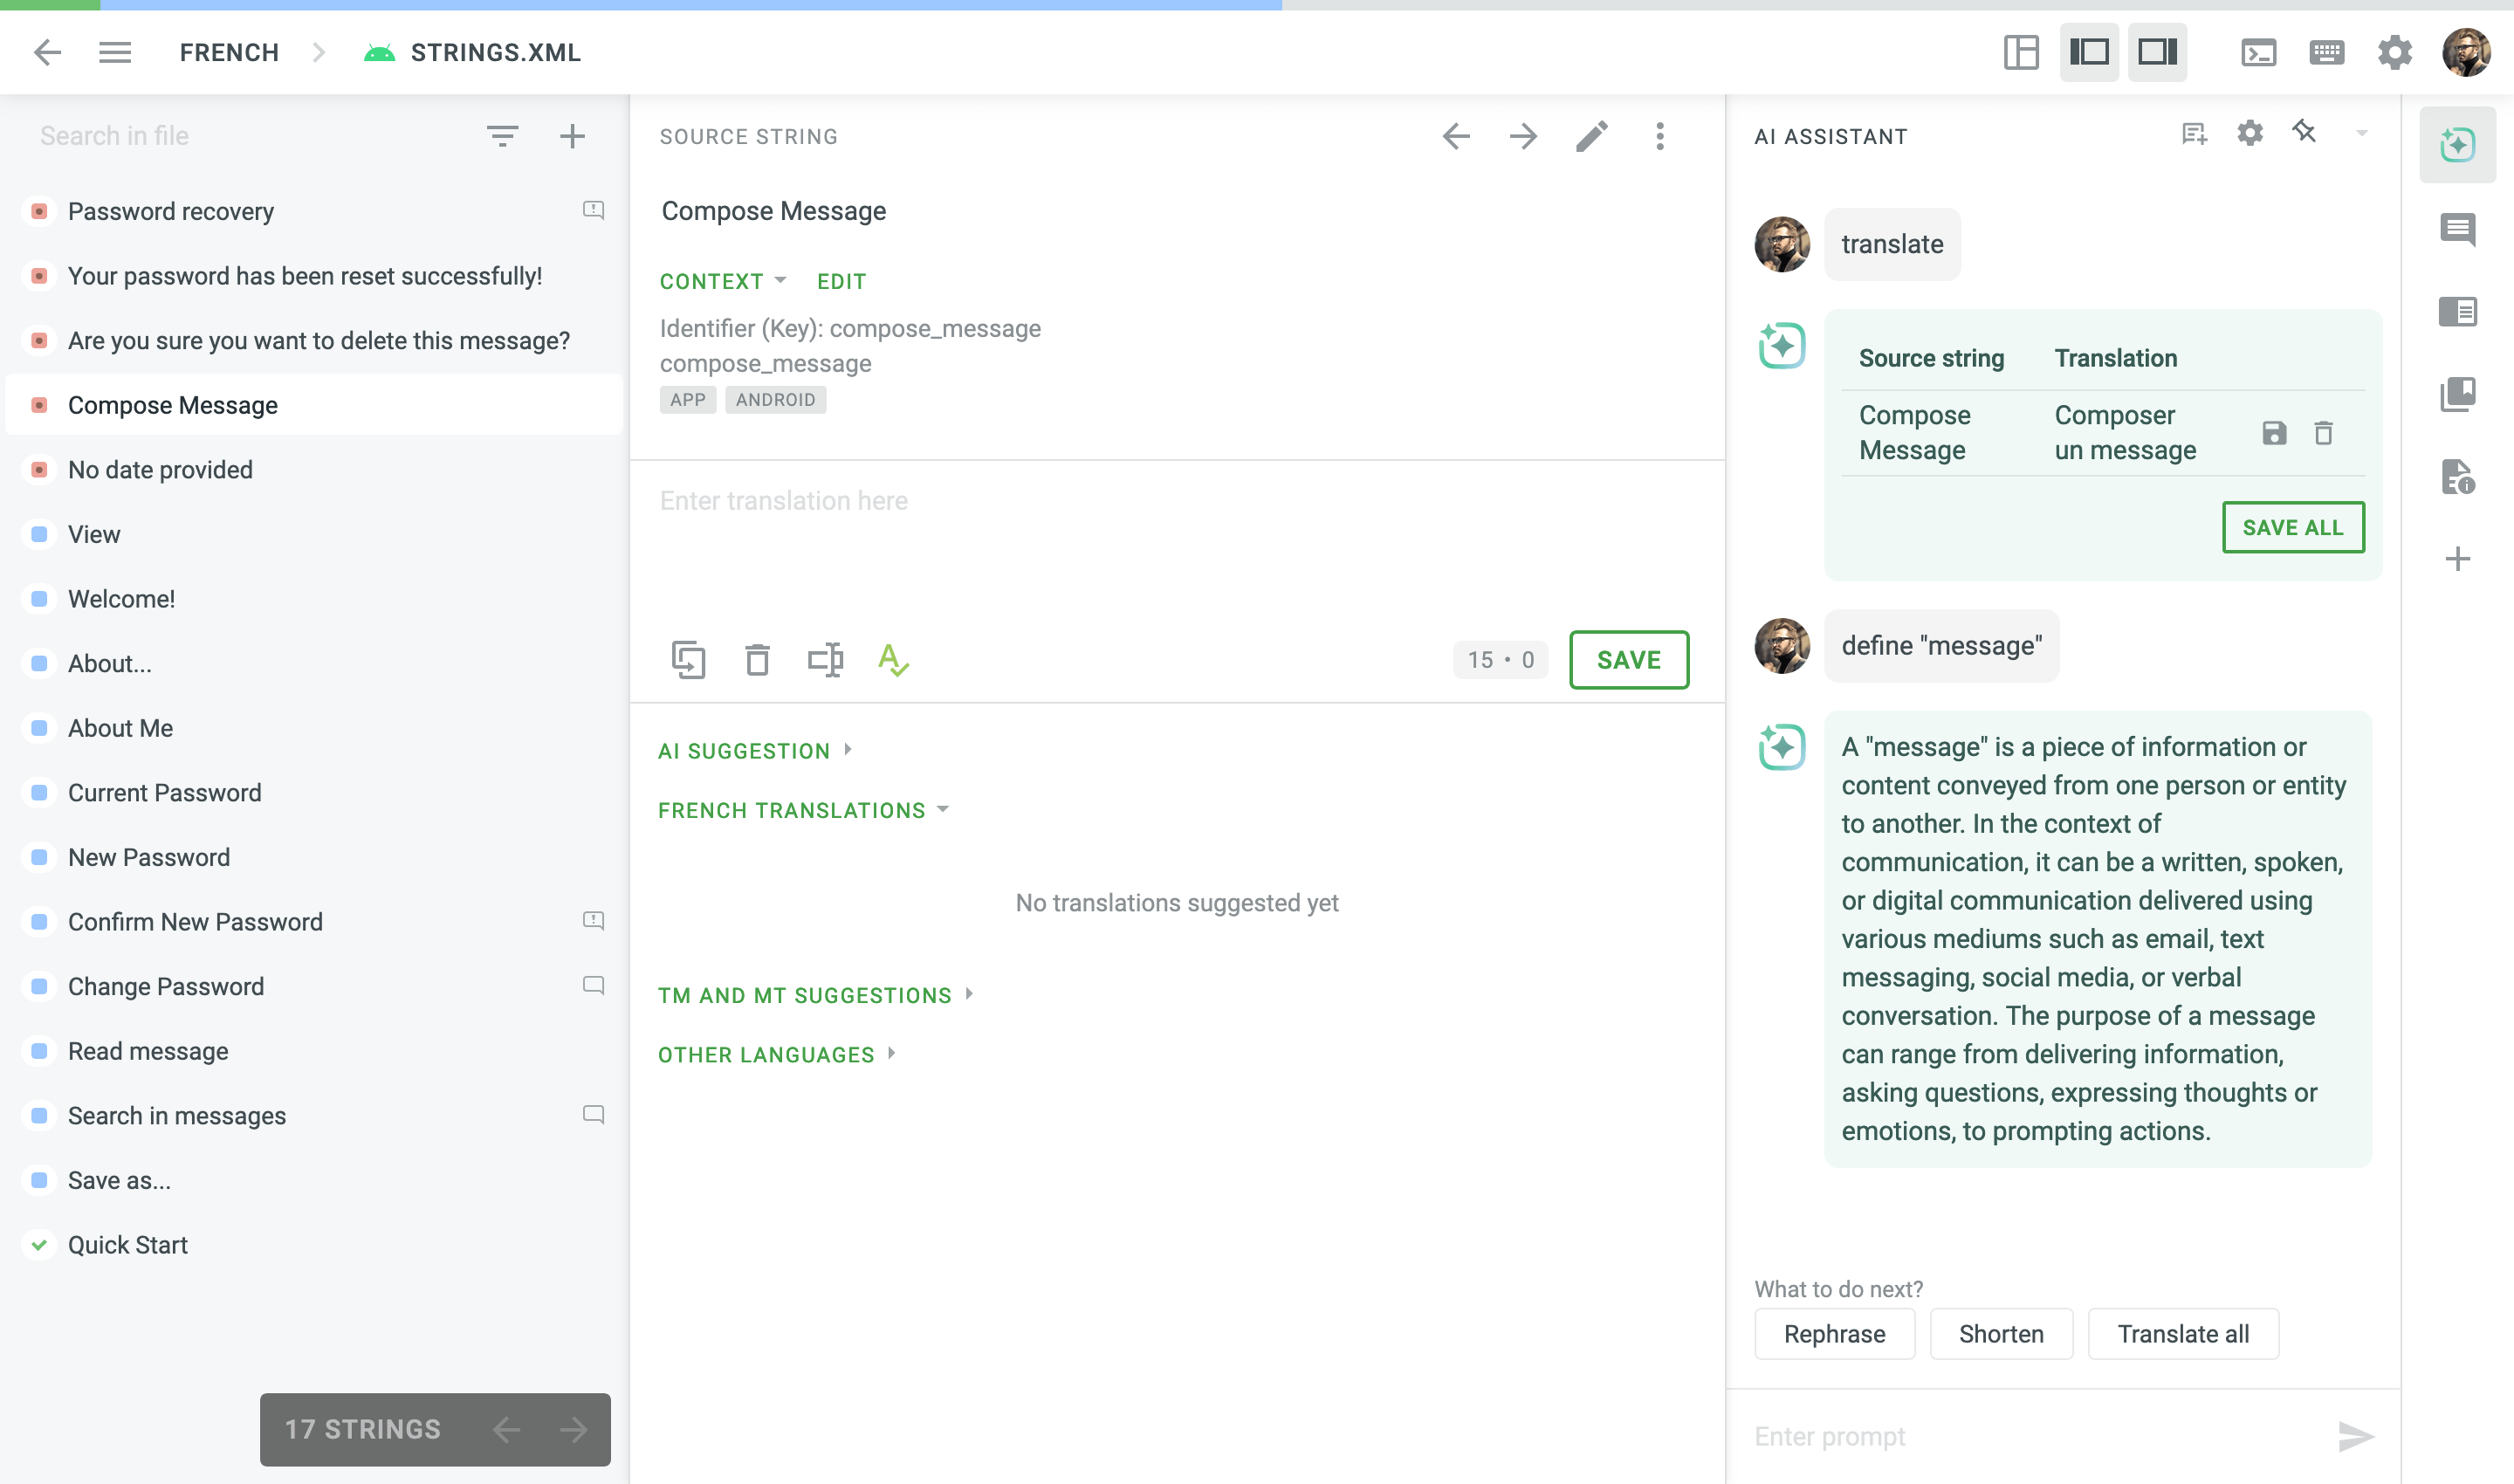 FRENCH
STRINGS.XML
Search in file
Password recovery
Your password has been reset successfully!
Are you sure you want to delete this message?
Compose Message
No date provided
View
Welcome!
About...
About Me
Current Password
New Password
Confirm New Password
Change Password
Read message
Search in messages
Save as...
Quick Start
17 STRINGS
SOURCE STRING
Compose Message
CONTEXT EDIT
Identifier (Key): compose_message
compose_message
APP ANDROID
Enter translation here
15 • 0
SAVE
AI SUGGESTION
FRENCH TRANSLATIONS
No translations suggested yet
TM AND MT SUGGESTIONS
OTHER LANGUAGES
AI ASSISTANT
translate
Source string Translation
Compose Composer
Message un message
SAVE ALL
define "message"
A "message" is a piece of information or
content conveyed from one person or entity
to another. In the context of
communication, it can be a written, spoken,
or digital communication delivered using
various mediums such as email, text
messaging, social media, or verbal
conversation. The purpose of a message
can range from delivering information,
asking questions, expressing thoughts or
emotions, to prompting actions.
What to do next?
Rephrase Shorten Translate all
Enter prompt